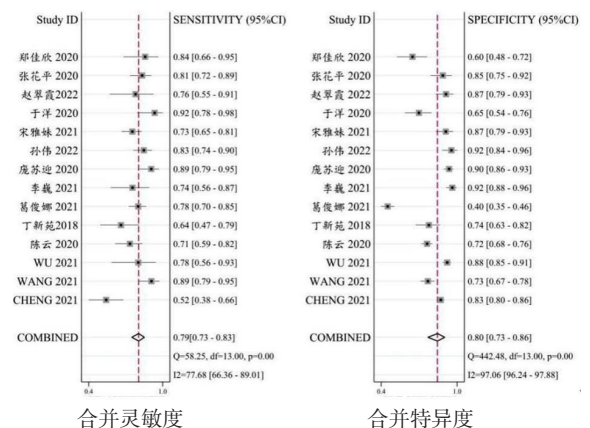 Study ID SENSITIVITY (95%CI)
郑佳欣 2020 0.84 [0.66 - 0.95]
张花平 2020 0.81 [0.72 - 0.89]
赵翠霞2022 0.76 [0.55 - 0.91]
于洋 2020 0.92 [0.78 - 0.98]
宋雅妹 2021 0.73 [0.65 - 0.81]
孙伟 2022 0.83 [0.74 - 0.90]
庞苏迎 2020 0.89 [0.79 - 0.95]
李巍 2021 0.74 [0.56 - 0.87]
葛俊娜 2021 0.78 [0.70 - 0.85]
丁新苑2018 0.64 [0.47 - 0.79]
陈云 2020 0.71 [0.59 - 0.82]
WU 2021 0.78 [0.56 - 0.93]
WANG 2021 0.89 [0.79 - 0.95]
CHENG 2021 0.52 [0.38 - 0.66]
COMBINED 0.79[0.73 - 0.83]
Q=58.25, df=13.00, p=0.00
I2=77.68 [66.36 - 89.01]
0.4 1.0
合并灵敏度
Study ID SPECIFICITY (95%CI)
郑佳欣 2020 0.60 [0.48 - 0.72]
张花平 2020 0.85 [0.75 - 0.92]
赵翠霞2022 0.87 [0.79 - 0.93]
于洋 2020 0.65 [0.54 - 0.76]
宋雅妹 2021 0.87 [0.79 - 0.93]
孙伟 2022 0.92 [0.84 - 0.96]
庞苏迎 2020 0.90 [0.86 - 0.93]
李巍 2021 0.92 [0.88 - 0.96]
葛俊娜 2021 0.40 [0.35 - 0.46]
丁新苑2018 0.74 [0.63 - 0.82]
陈云 2020 0.72 [0.68 - 0.76]
WU 2021 0.88 [0.85 - 0.91]
WANG 2021 0.73 [0.67 - 0.78]
CHENG 2021 0.83 [0.80 - 0.86]
COMBINED 0.80 [0.73 - 0.86]
Q=442.48, df=13.00, p=0.00
I2=97.06 [96.24 - 97.88]
0.4 1.0
合并特异度